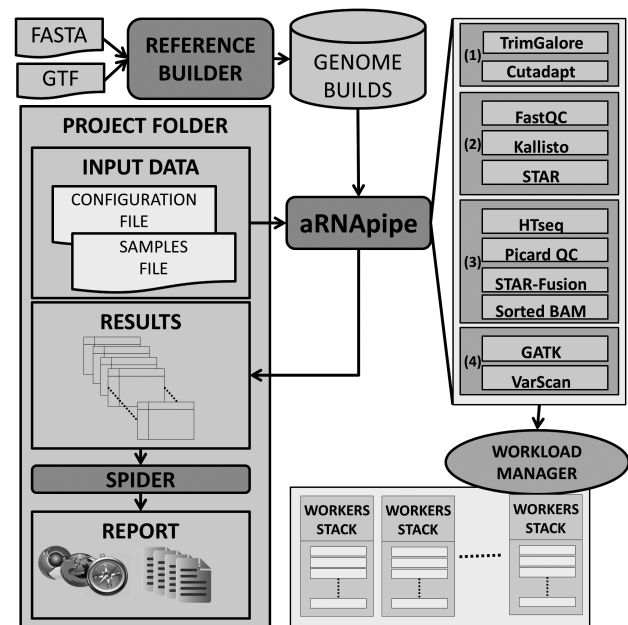 FASTA
GTF
REFERENCE
BUILDER
GENOME
BUILDS
PROJECT FOLDER
INPUT DATA
CONFIGURATION
FILE
SAMPLES
FILE
aRNApipe
RESULTS
SPIDER
REPORT
(1)
TrimGalore
Cutadapt
(2)
FastQC
Kallisto
STAR
(3)
HTseq
Picard QC
STAR-Fusion
Sorted BAM
(4)
GATK
VarScan
WORKLOAD
MANAGER
WORKERS
STACK
WORKERS
STACK
WORKERS
STACK